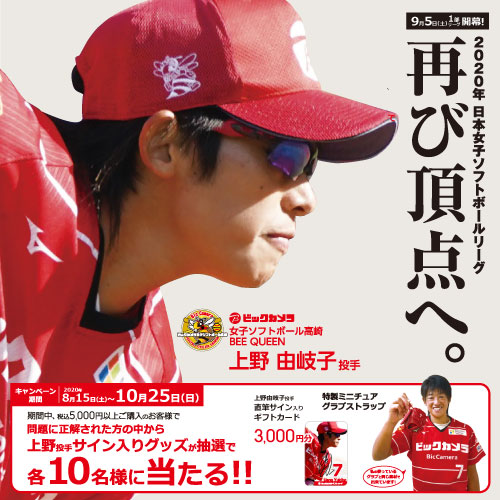 9月5日(土)1部リーグ開幕!
2020年 日本女子ソフトボールリーグ
再び頂点へ。
ビックカメラ
女子ソフトボール高崎
BEE QUEEN
上野 由岐子 投手
キャンペーン期間
2020年
8月15日(土)〜10月25日(日)
期間中、税込5,000円以上ご購入のお客様で
問題に正解された方の中から
上野投手サイン入りグッズが抽選で
各10名様に当たる!!
上野由岐子投手
直筆サイン入り
ギフトカード
3,000円分
7
特製ミニチュア
グラブストラップ
ビックカメラ
BicCamera
7